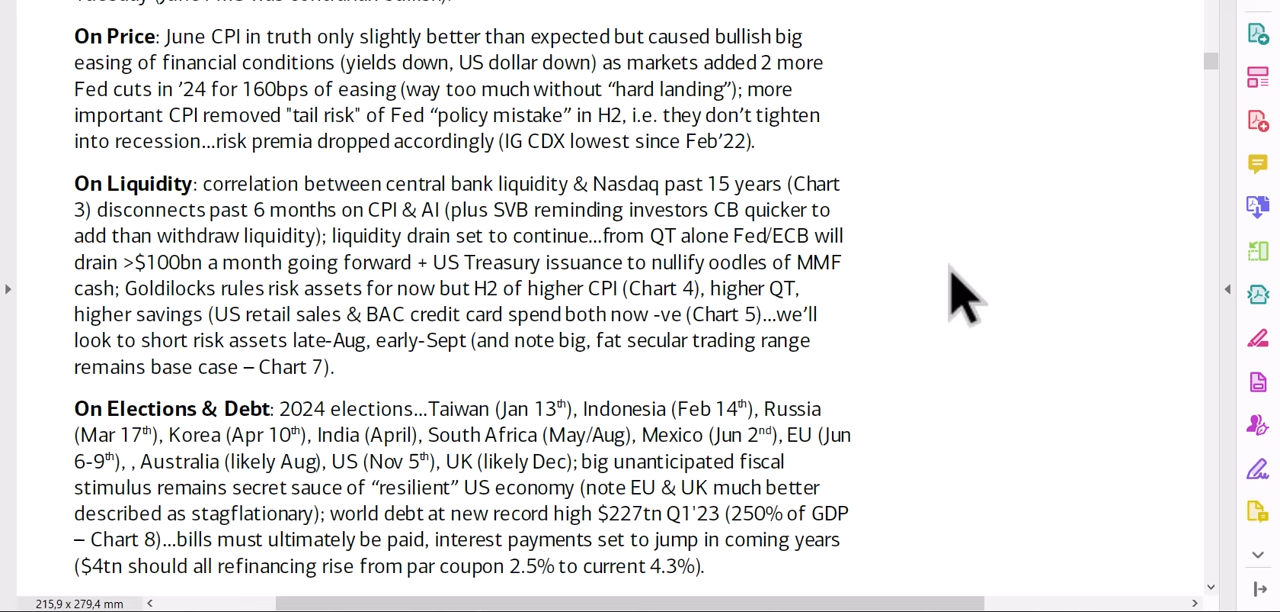 On Price: June CPI in truth only slightly better than expected but caused bullish big
easing of financial conditions (yields down, US dollar down) as markets added 2 more
Fed cuts in ’24 for 160bps of easing (way too much without “hard landing”); more
important CPI removed "tail risk" of Fed “policy mistake” in H2, i.e. they don’t tighten
into recession...risk premia dropped accordingly (IG CDX lowest since Feb’22).
On Liquidity: correlation between central bank liquidity & Nasdaq past 15 years (Chart
3) disconnects past 6 months on CPI & AI (plus SVB reminding investors CB quicker to
add than withdraw liquidity); liquidity drain set to continue...from QT alone Fed/ECB will
drain >$100bn a month going forward + US Treasury issuance to nullify oodles of MMF
cash; Goldilocks rules risk assets for now but H2 of higher CPI (Chart 4), higher QT,
higher savings (US retail sales & BAC credit card spend both now -ve (Chart 5)...we’ll
look to short risk assets late-Aug, early-Sept (and note big, fat secular trading range
remains base case – Chart 7).
On Elections & Debt: 2024 elections...Taiwan (Jan 13th), Indonesia (Feb 14th), Russia
(Mar 17th), Korea (Apr 10th), India (April), South Africa (May/Aug), Mexico (Jun 2nd), EU (Jun
6-9th), , Australia (likely Aug), US (Nov 5th), UK (likely Dec); big unanticipated fiscal
stimulus remains secret sauce of “resilient” US economy (note EU & UK much better
described as stagflationary); world debt at new record high $227tn Q1'23 (250% of GDP
– Chart 8)...bills must ultimately be paid, interest payments set to jump in coming years
($4tn should all refinancing rise from par coupon 2.5% to current 4.3%).
215,9 x 279,4 mm